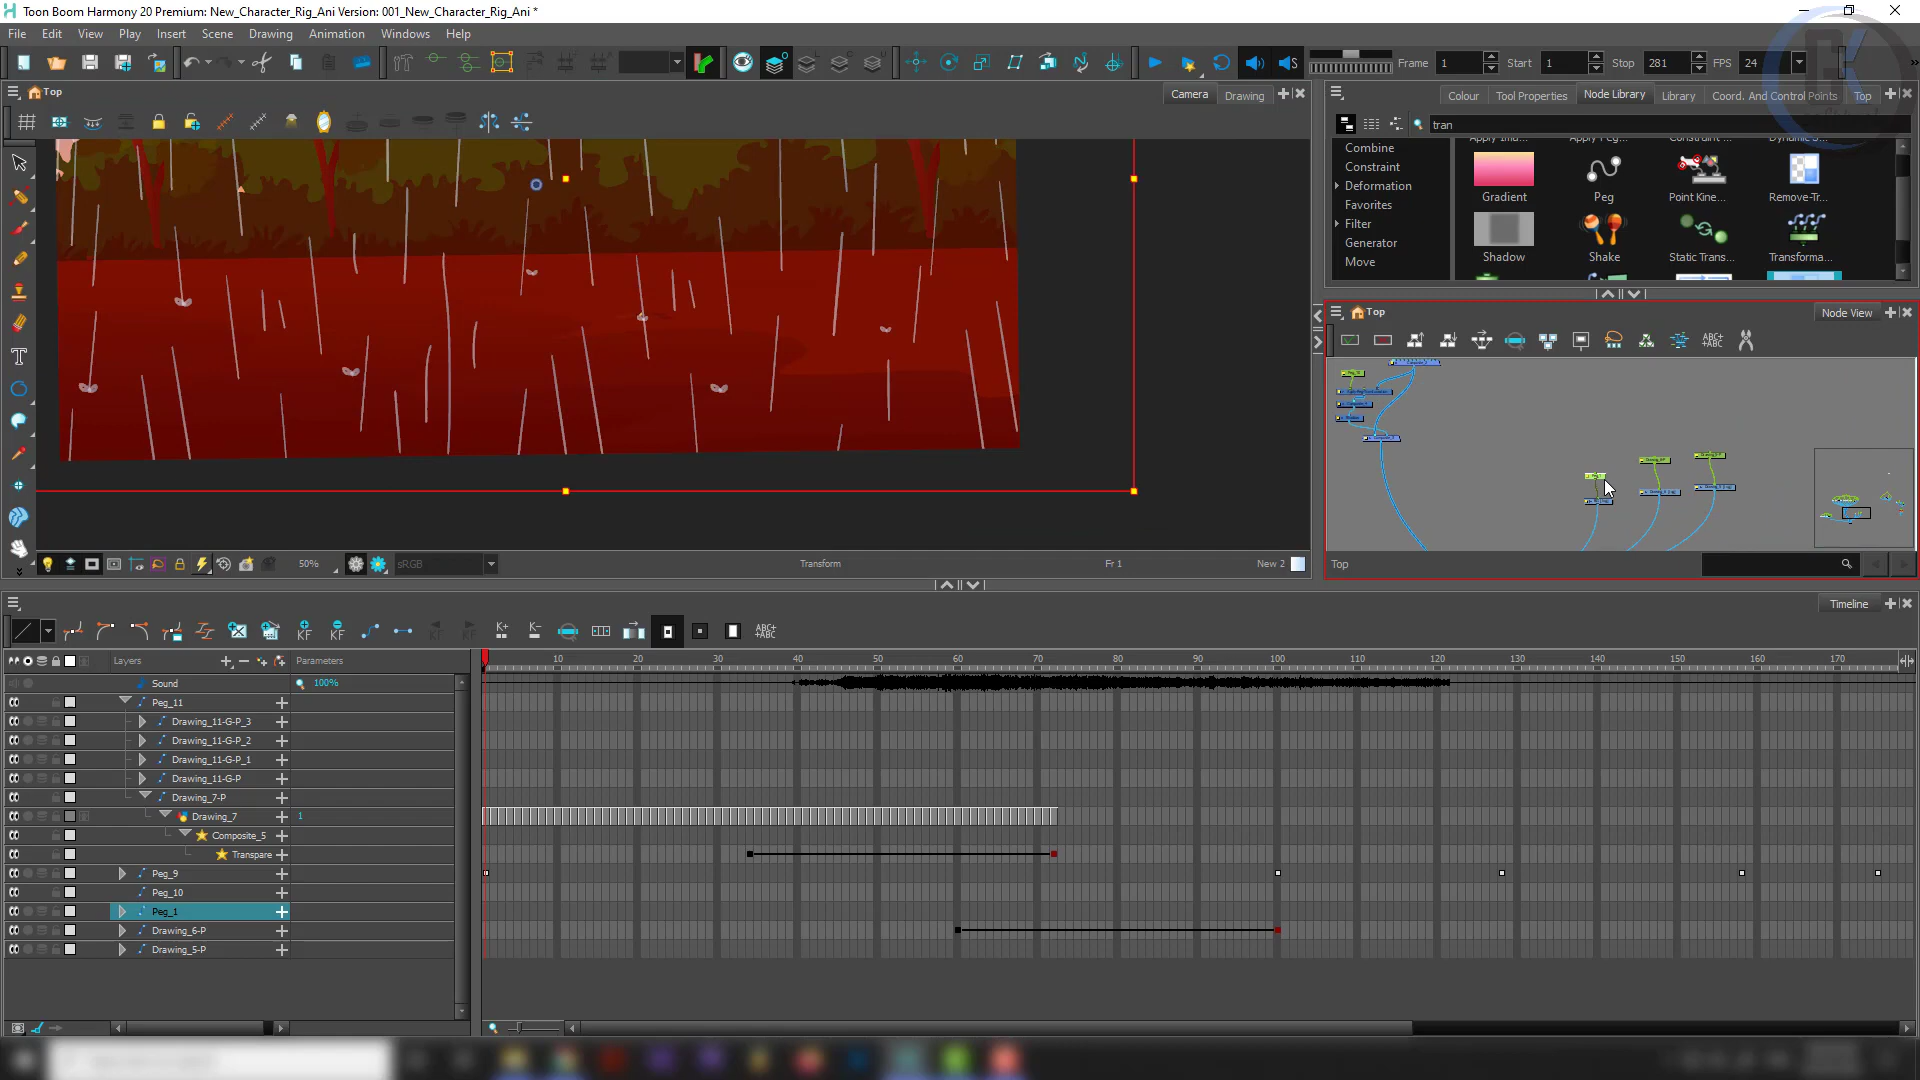 Toon Boom Harmony 20 Premium: New_Character_Rig_Ani Version: 001_New_Character_Rig_Ani *
File Edit View Play Insert Scene Drawing Animation Windows Help
Frame 1 Start 1 Stop 281 FPS 24
Top Camera Drawing
Colour Tool Properties Node Library Library Coord. And Control Points Top
tran
Combine
Constraint
Deformation
Favorites
Filter
Generator
Move
Gradient Peg Point Kine... Remove-Tr...
Shadow Shake Static Trans... Transforma...
Top Node View
Top
50% sRGB Transform Fr 1 New 2
Timeline
KF KF K+ K- ABC+
Layers Parameters
10 20 30 40 50 60 70 80 90 100 110 120 130 140 150 160 170
Sound 100%
Peg_11
Drawing_11-G-P_3
Drawing_11-G-P_2
Drawing_11-G-P_1
Drawing_11-G-P
Drawing_7-P
Drawing_7 1
Composite_5
Transpare
Peg_9
Peg_10
Peg_1
Drawing_6-P
Drawing_5-P